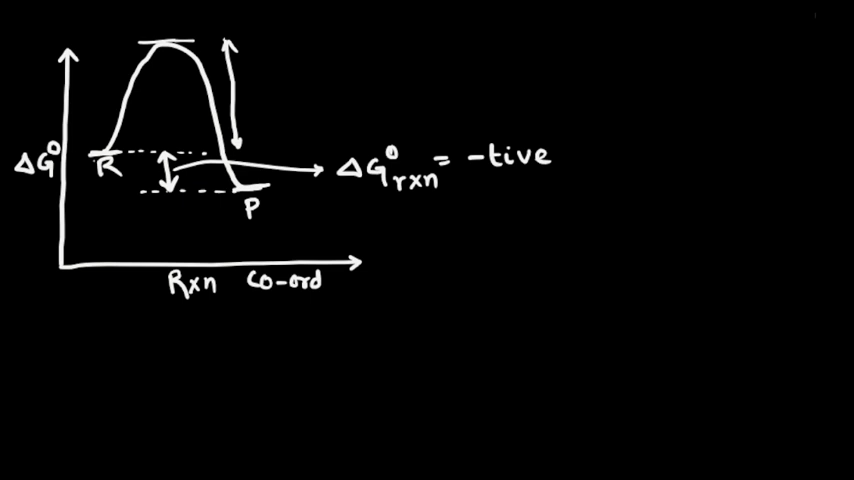 ΔG⁰
R
P
ΔG⁰rxn = -tive
Rxn Co-ord